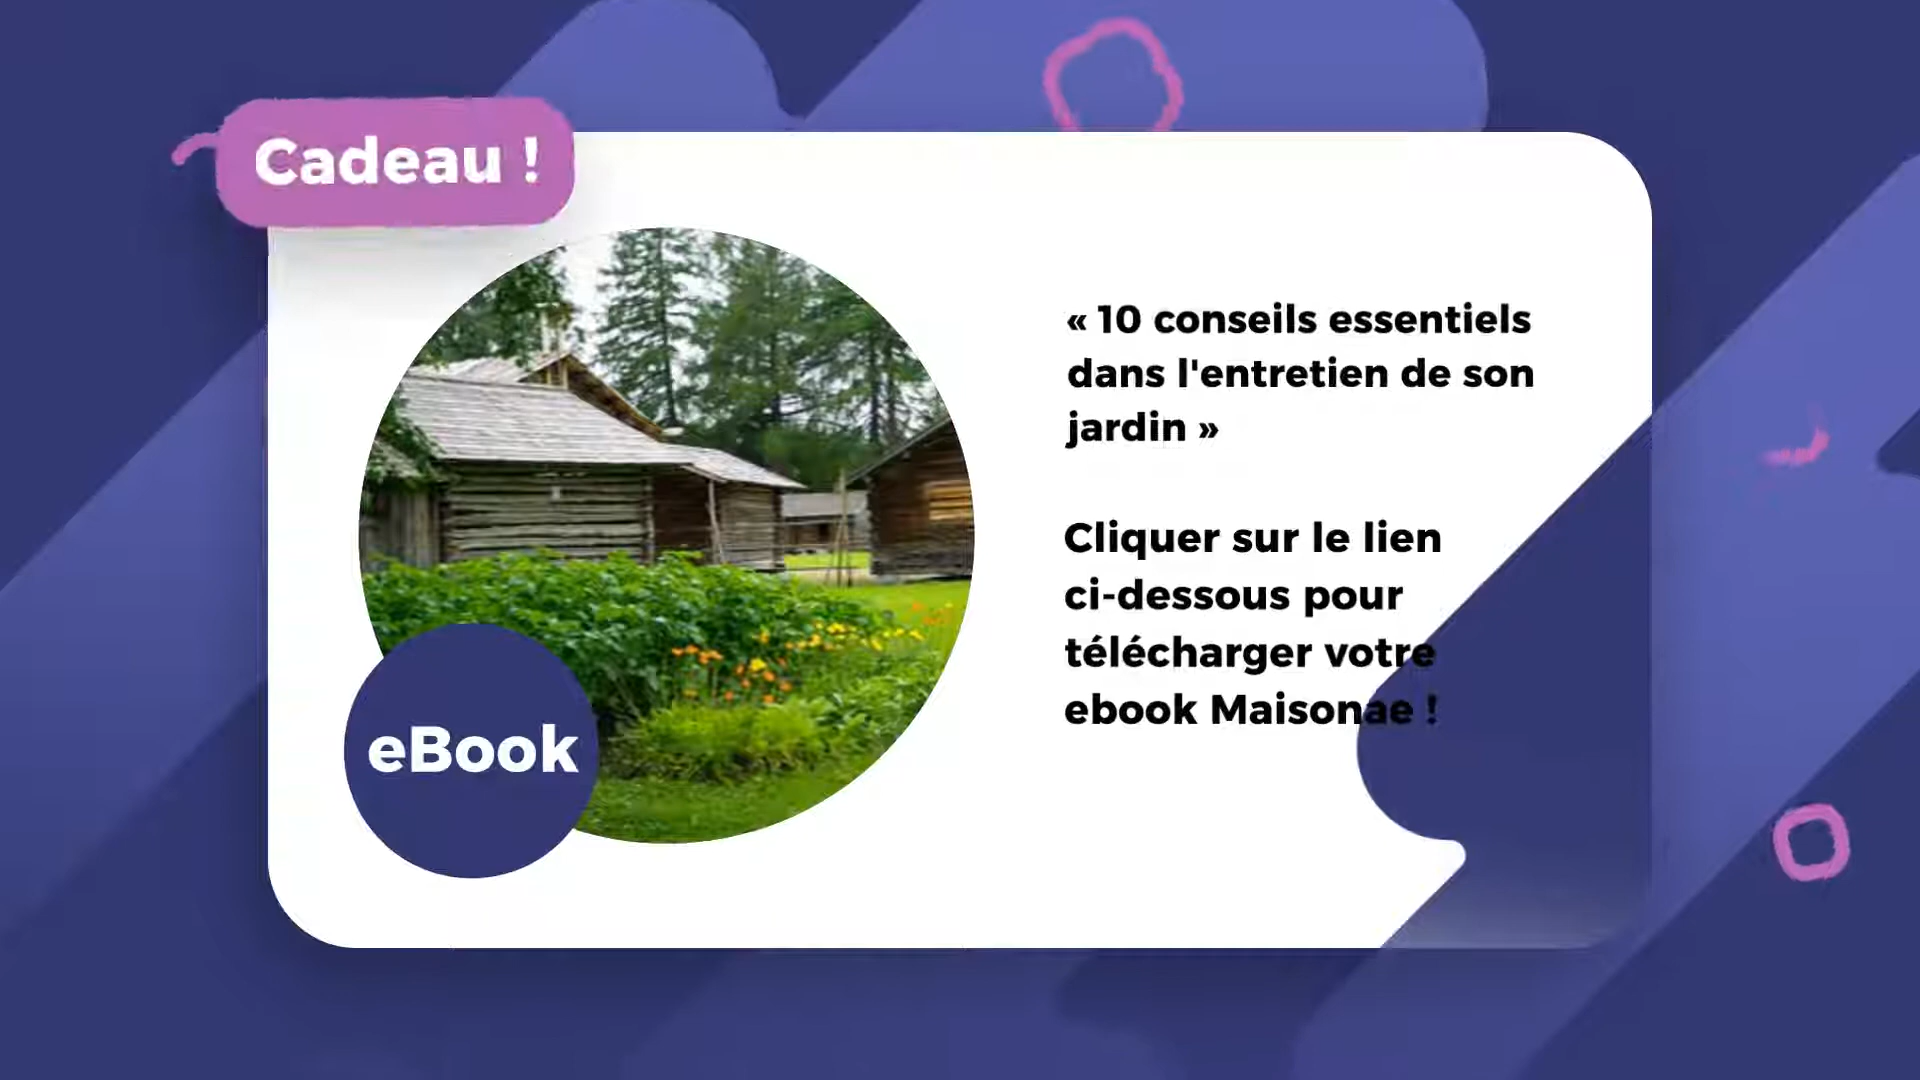 Cadeau !
« 10 conseils essentiels
dans l'entretien de son
jardin »
Cliquer sur le lien
ci-dessous pour
télécharger votre
ebook Maisonae !
eBook